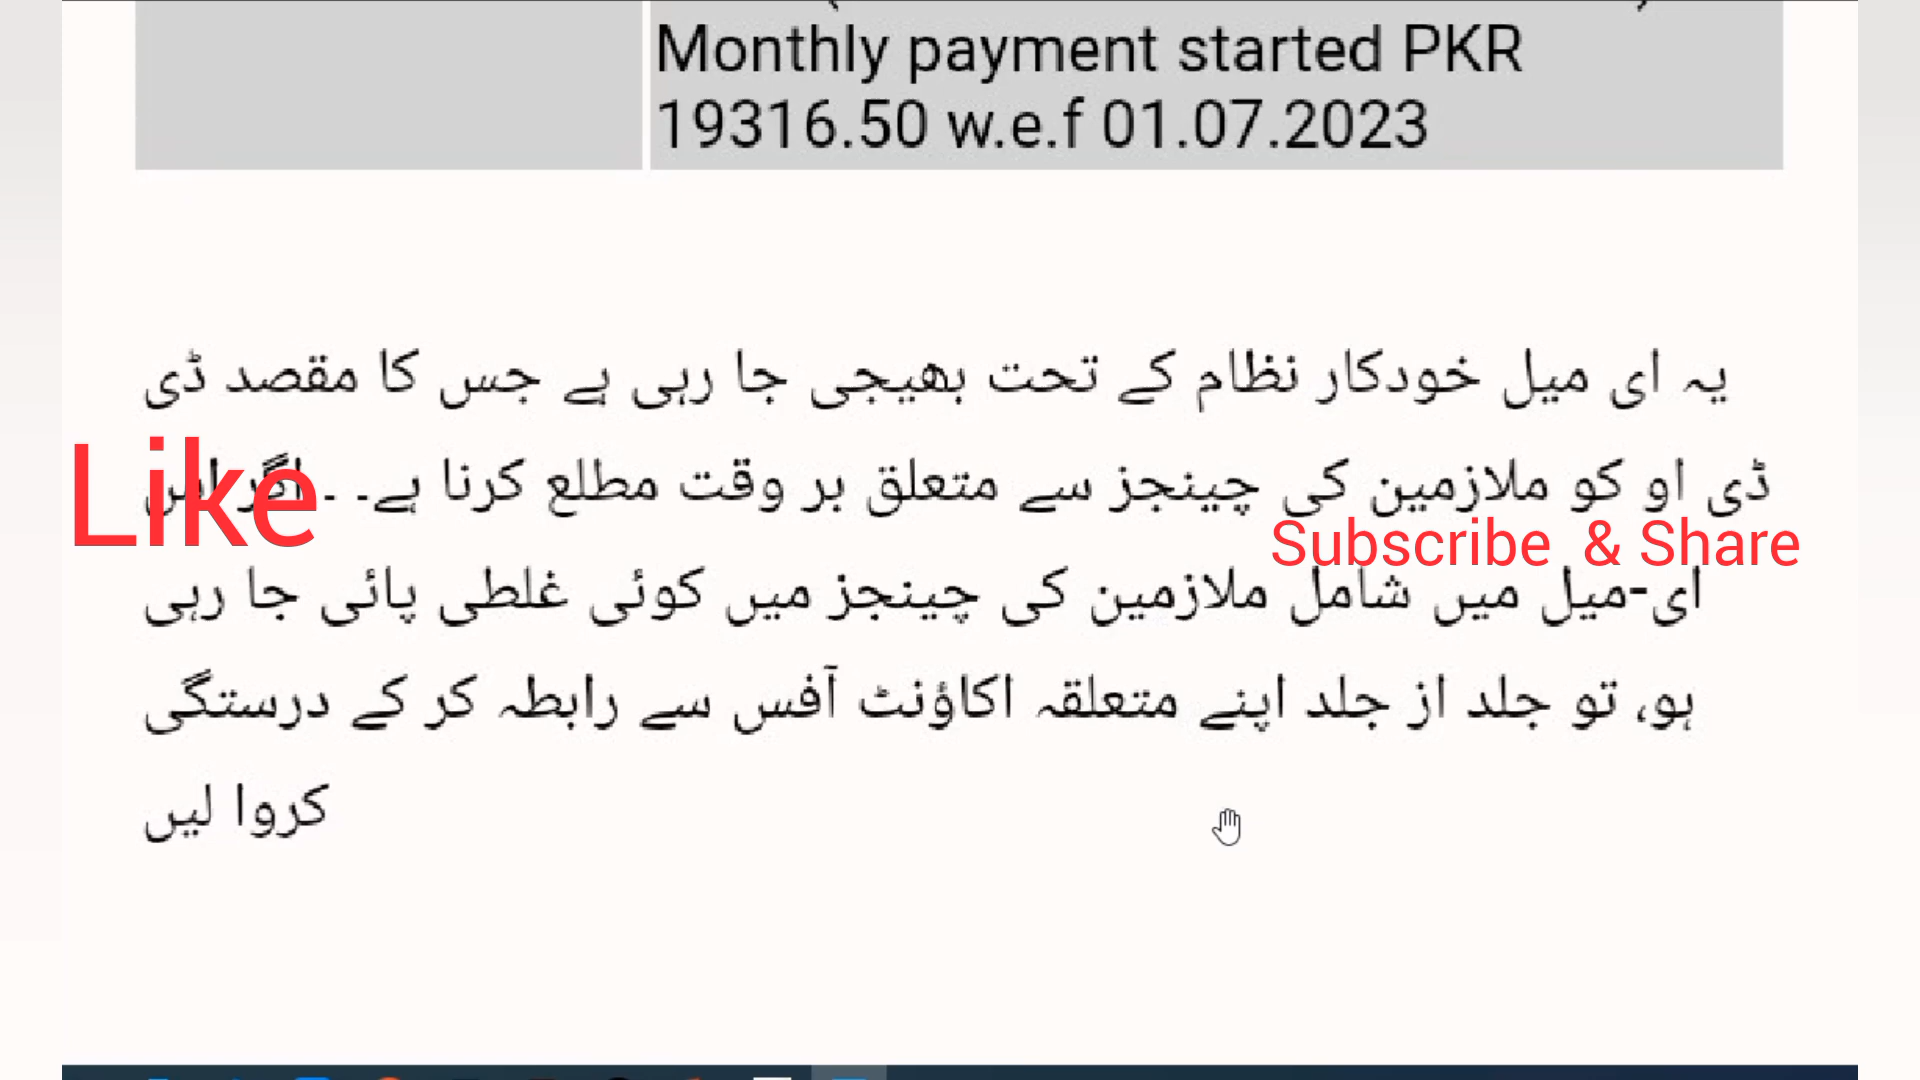 Monthly payment started PKR
19316.50 w.e.f 01.07.2023
یہ ای میل خودکار نظام کے تحت بھیجی جا رہی ہے جس کا مقصد ڈی
ڈی او کو ملازمین کی چینجز سے متعلق بر وقت مطلع کرنا ہے۔ ۔ اگر اس
Like
Subscribe & Share
ای-میل میں شامل ملازمین کی چینجز میں کوئی غلطی پائی جا رہی
ہو، تو جلد از جلد اپنے متعلقہ اکاؤنٹ آفس سے رابطہ کر کے درستگی
کروا لیں